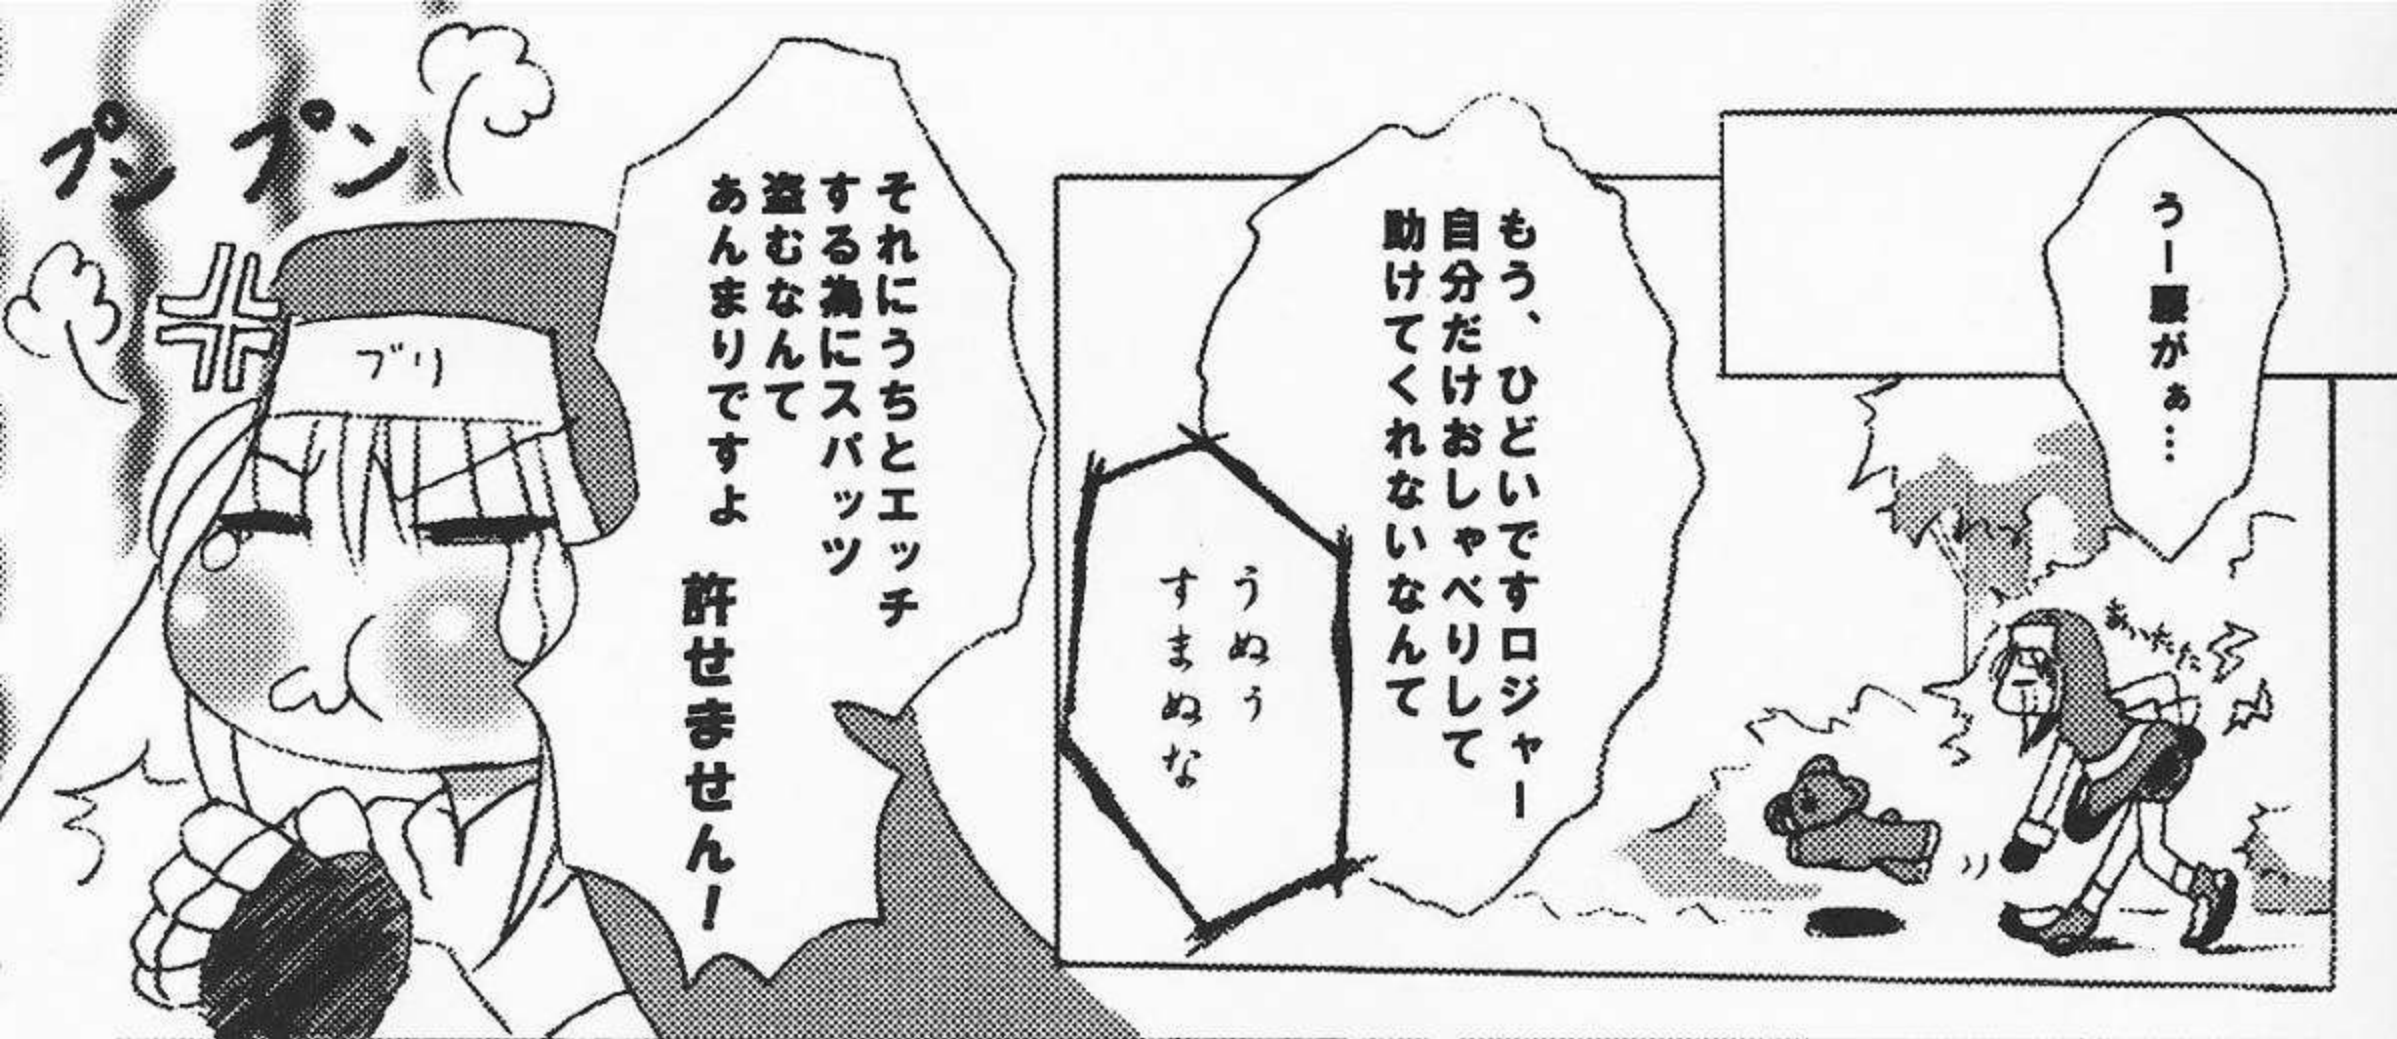 うー腰がぁ…
あいたた
もう、ひどいですロジャー
自分だけおしゃべりして
助けてくれないなんて
うぬぅ
すまぬな
それにうちとエッチ
する為にスパッツ
盗むなんて
あんまりですよ
許せません!
プンプン
ブリ